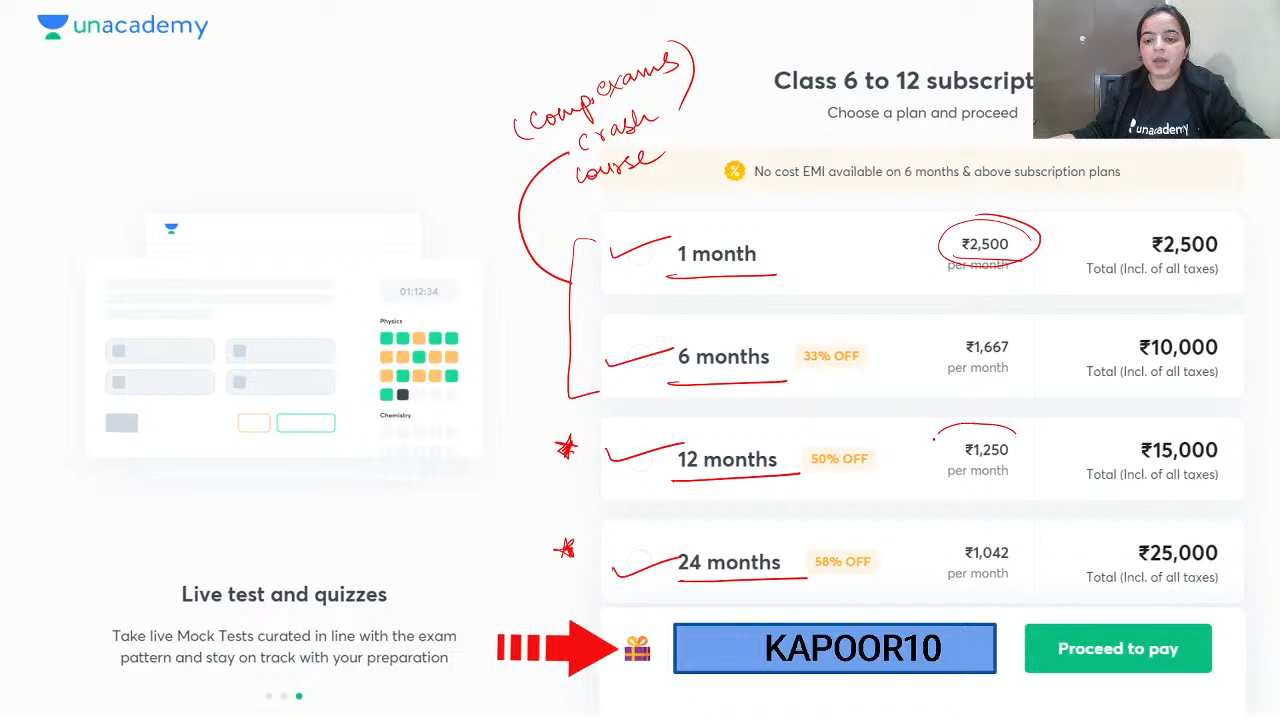 unacademy
(comp. exams)
crash
course
Class 6 to 12 subscript
Choose a plan and proceed
unacademy
No cost EMI available on 6 months & above subscription plans
1 month
₹2,500
per month
₹2,500
Total (Incl. of all taxes)
6 months
33% OFF
₹1,667
per month
₹10,000
Total (Incl. of all taxes)
12 months
50% OFF
₹1,250
per month
₹15,000
Total (Incl. of all taxes)
24 months
58% OFF
₹1,042
per month
₹25,000
Total (Incl. of all taxes)
01:12:34
Physics
Chemistry
Live test and quizzes
Take live Mock Tests curated in line with the exam
pattern and stay on track with your preparation
KAPOOR10
Proceed to pay